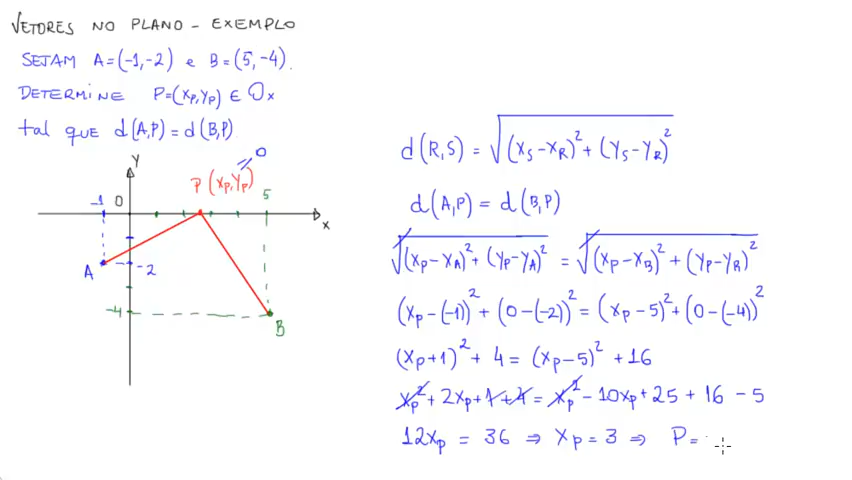 VETORES NO PLANO - EXEMPLO
SEJAM A=(-1,-2) e B=(5,-4).
DETERMINE P=(xp,yp) ∈ Ox
tal que d(A,P) = d(B,P)
Y
0
P (xp,yp)
-1 0
5
x
A
-2
-4
B
d(R,S) = √(xS-xR)²+(yS-yR)²
d(A,P) = d(B,P)
√(xp-xA)²+(yp-yA)² = √(xp-xB)²+(yp-yR)²
(xp-(-1))²+(0-(-2))²=(xp-5)²+(0-(-4))²
(xp+1)²+4=(xp-5)²+16
xp²+2xp+1+4=xp²-10xp+25+16-5
12xp = 36 ⇒ xp=3 ⇒ P=